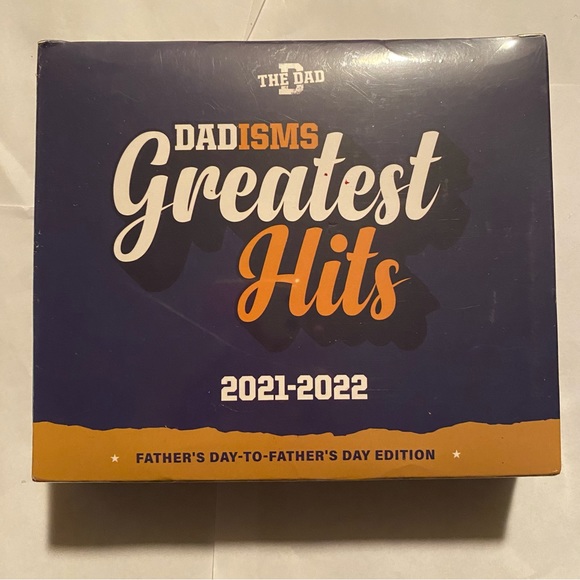 D
THE DAD
DADISMS
Greatest
Hits
2021-2022
★ FATHER'S DAY-TO-FATHER'S DAY EDITION ★